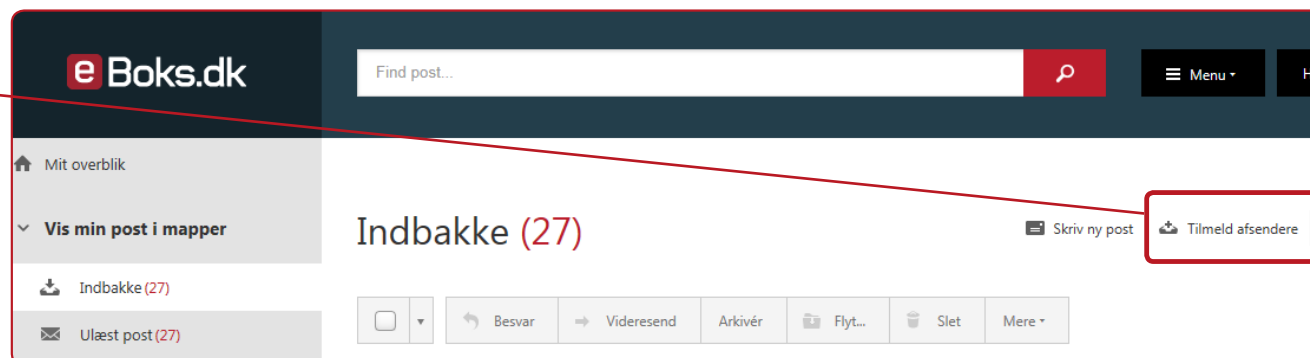 e Boks.dk
Find post...
Menu
H
Mit overblik
Vis min post i mapper
Indbakke (27)
Skriv ny post
Tilmeld afsendere
Indbakke (27)
Ulæst post (27)
Besvar
Videresend
Arkivér
Flyt...
Slet
Mere